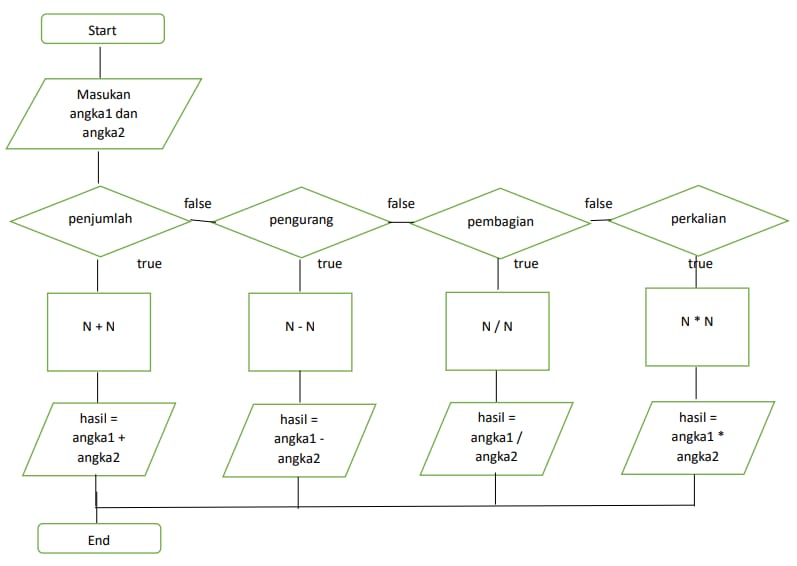 Start
Masukan
angka1 dan
angka2
penjumlah
false
pengurang
false
pembagian
false
perkalian
true
true
true
true
N + N
N - N
N / N
N * N
hasil =
angka1 +
angka2
hasil =
angka1 -
angka2
hasil =
angka1 /
angka2
hasil =
angka1 *
angka2
End